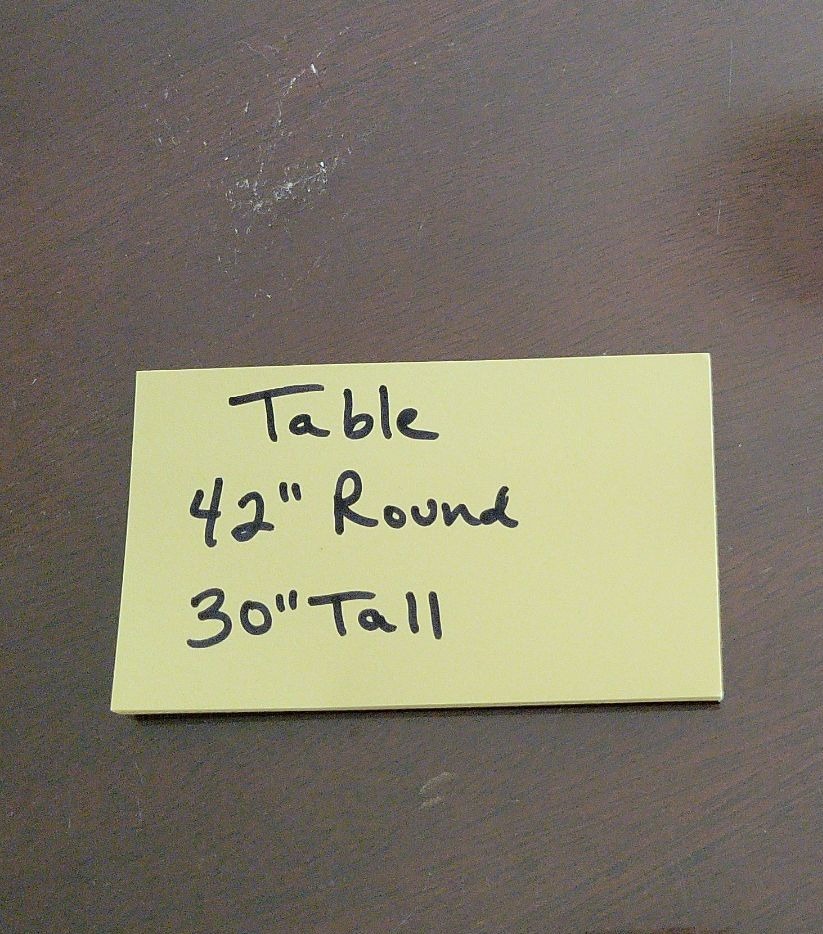 Table
42" Round
30" Tall